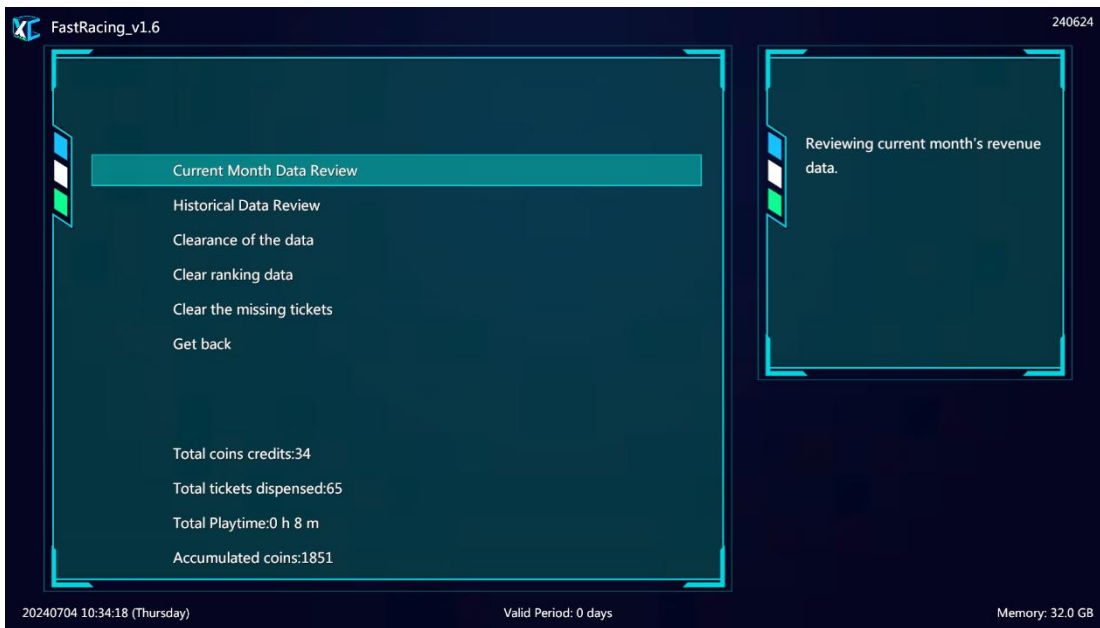 XC FastRacing_v1.6
240624
Current Month Data Review
Historical Data Review
Clearance of the data
Clear ranking data
Clear the missing tickets
Get back
Total coins credits:34
Total tickets dispensed:65
Total Playtime:0 h 8 m
Accumulated coins:1851
Reviewing current month's revenue
data.
20240704 10:34:18 (Thursday)
Valid Period: 0 days
Memory: 32.0 GB